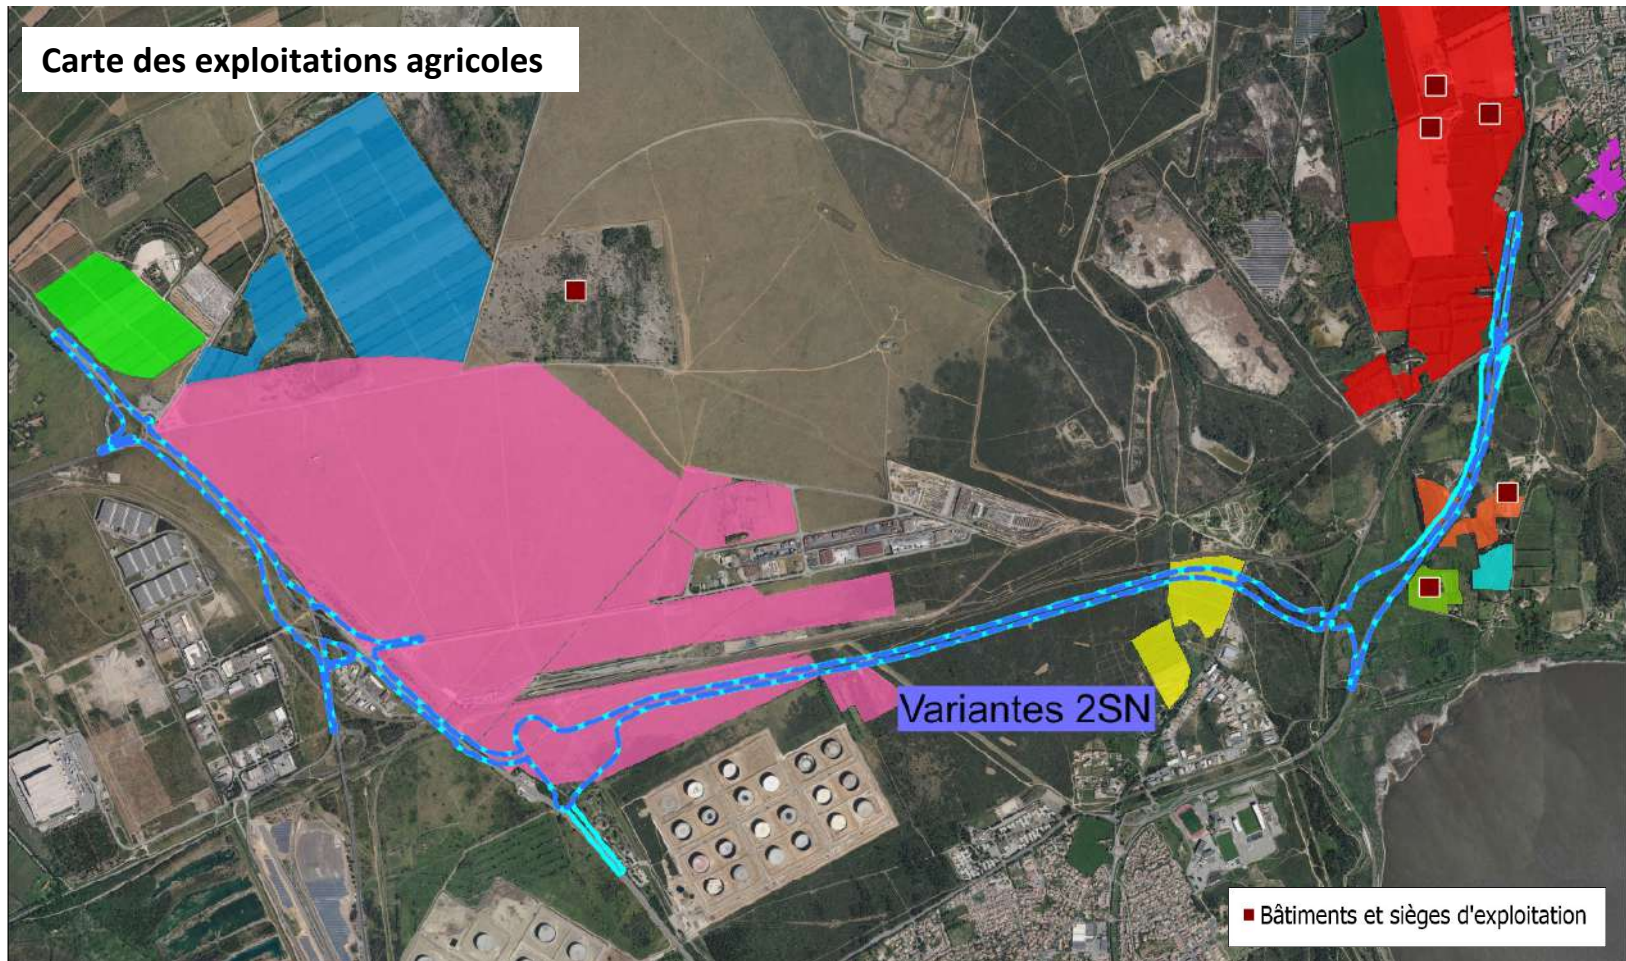 Carte des exploitations agricoles
Variantes 2SN
Bâtiments et sièges d'exploitation